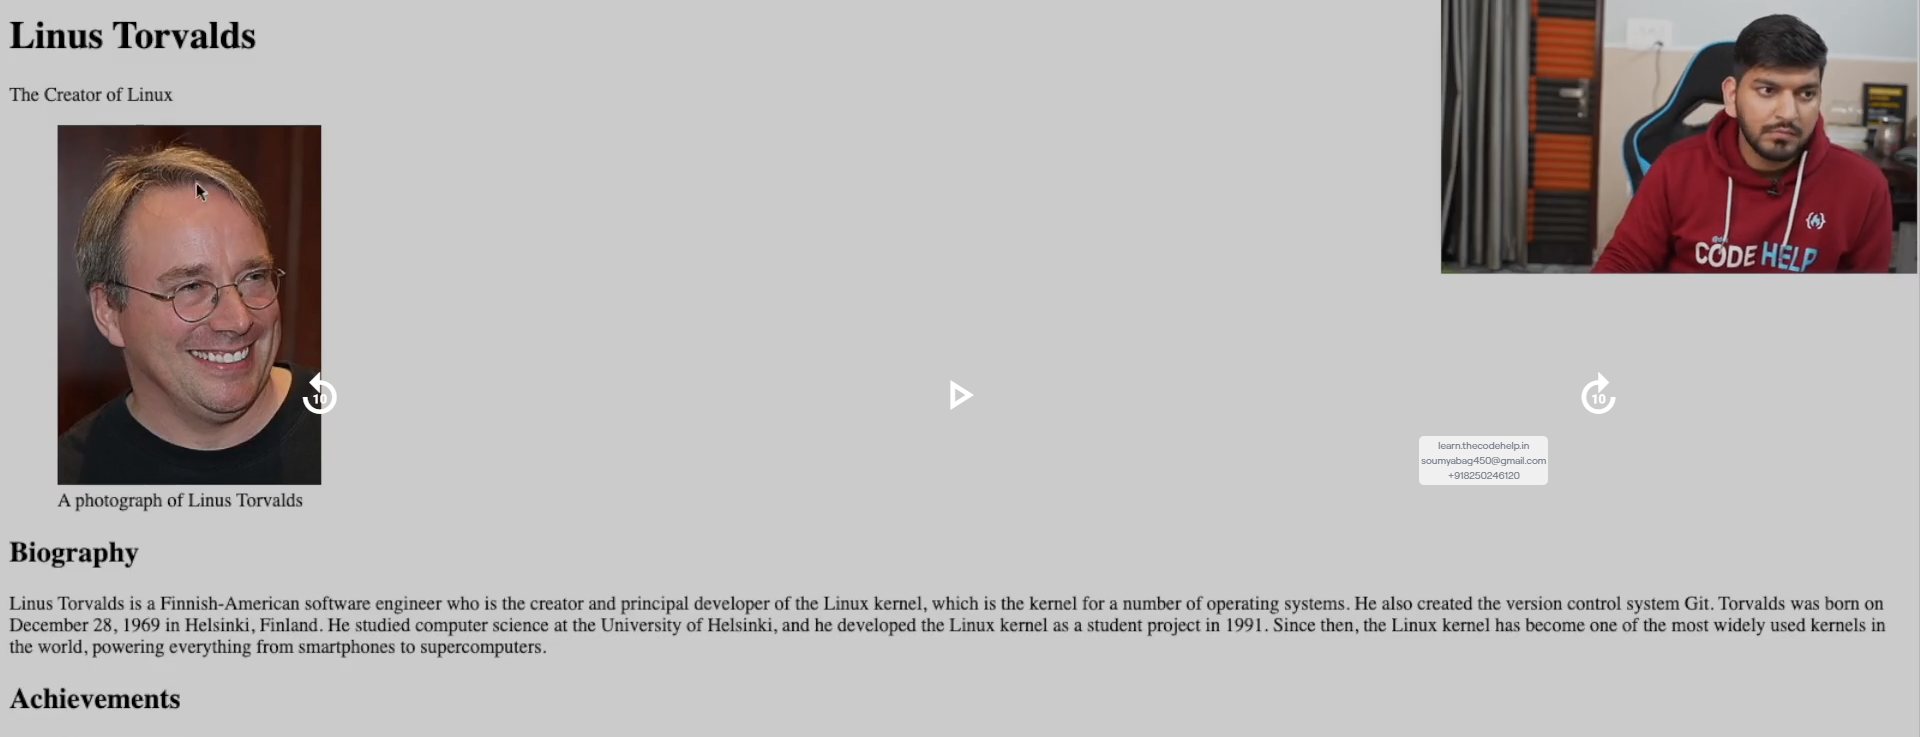 Linus Torvalds
The Creator of Linux
CODE HELP
10
10
learn.thecodehelp.in
soumyabag450@gmail.com
+918250246120
A photograph of Linus Torvalds
Biography
Linus Torvalds is a Finnish-American software engineer who is the creator and principal developer of the Linux kernel, which is the kernel for a number of operating systems. He also created the version control system Git. Torvalds was born on
December 28, 1969 in Helsinki, Finland. He studied computer science at the University of Helsinki, and he developed the Linux kernel as a student project in 1991. Since then, the Linux kernel has become one of the most widely used kernels in
the world, powering everything from smartphones to supercomputers.
Achievements